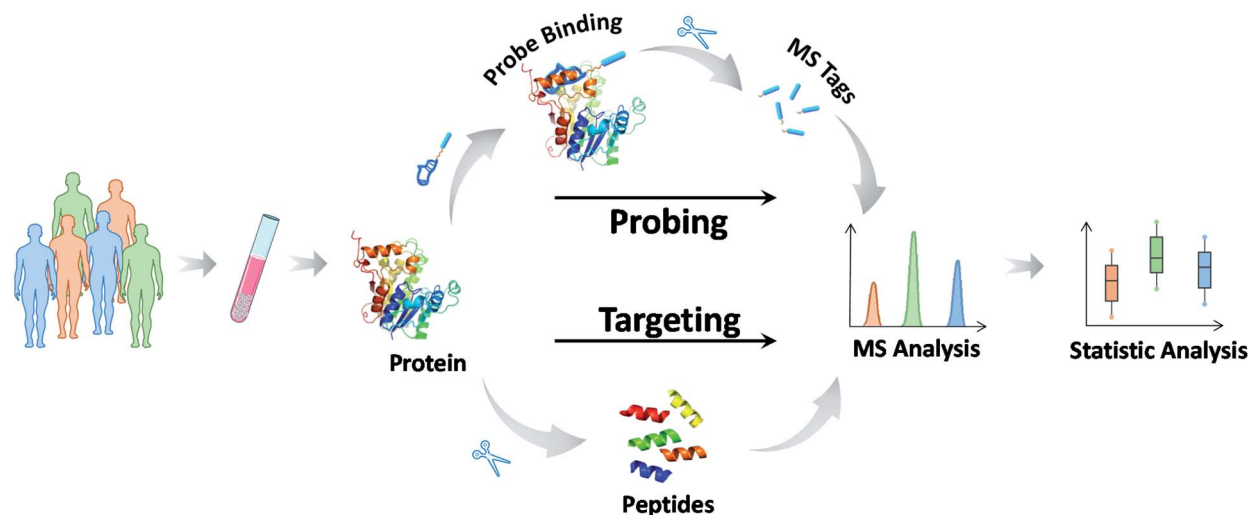 Probe Binding
MS Tags
Probing
Targeting
Protein
Peptides
MS Analysis
Statistic Analysis